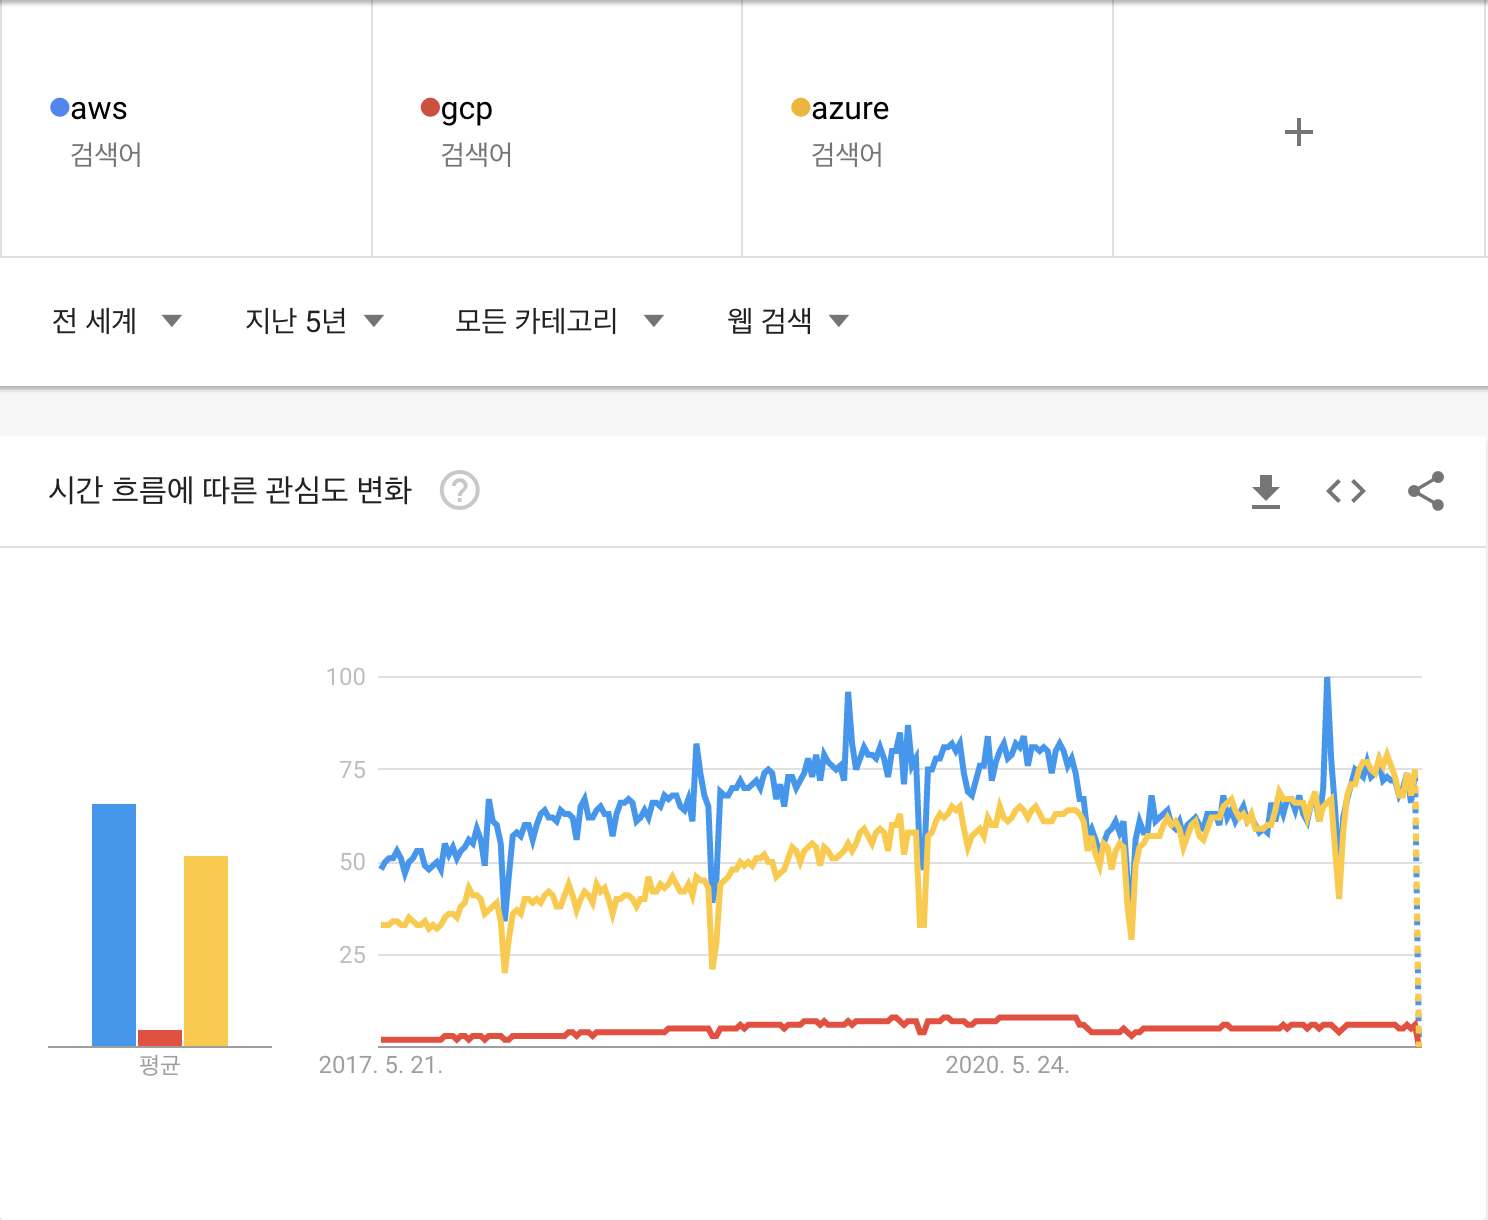 aws
검색어
gcp
검색어
azure
검색어
전 세계
지난 5년
모든 카테고리
웹 검색
시간 흐름에 따른 관심도 변화
?
100
75
50
25
평균
2017. 5. 21.
2020. 5. 24.